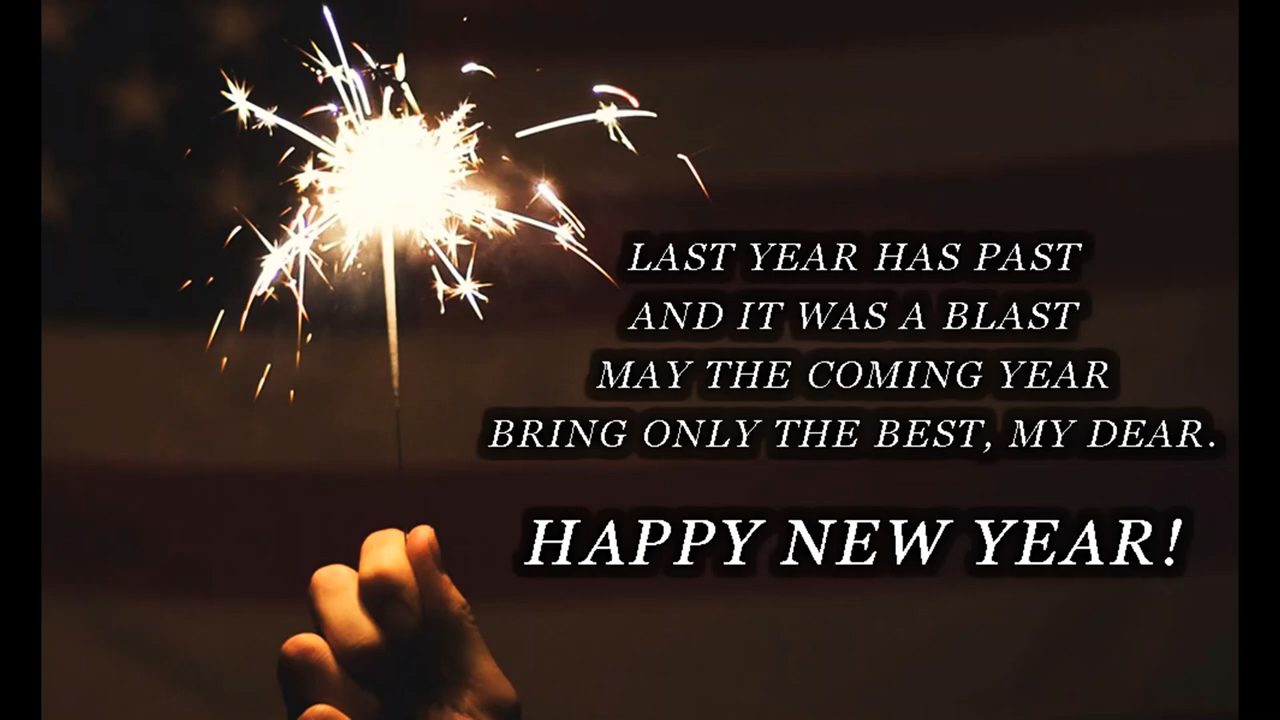 LAST YEAR HAS PAST
AND IT WAS A BLAST
MAY THE COMING YEAR
BRING ONLY THE BEST, MY DEAR.
HAPPY NEW YEAR!